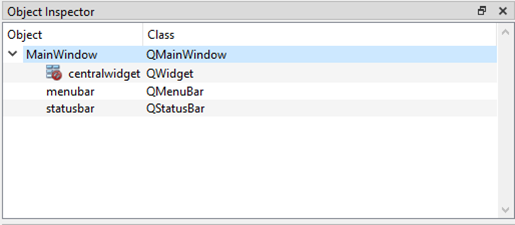 Object Inspector
Object Class
MainWindow QMainWindow
centralwidget QWidget
menubar QMenuBar
statusbar QStatusBar